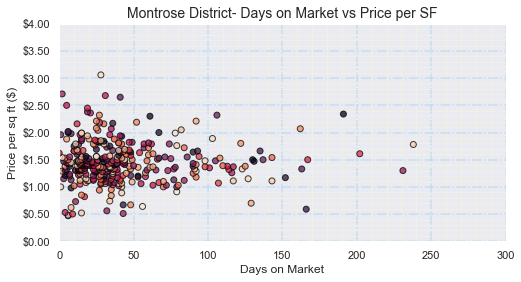 Montrose District- Days on Market vs Price per SF
$4.00
$3.50
$3.00
$2.50
$2.00
$1.50
$1.00
$0.50
$0.00
Price per sq ft ($)
0 50 100 150 200 250 300
Days on Market